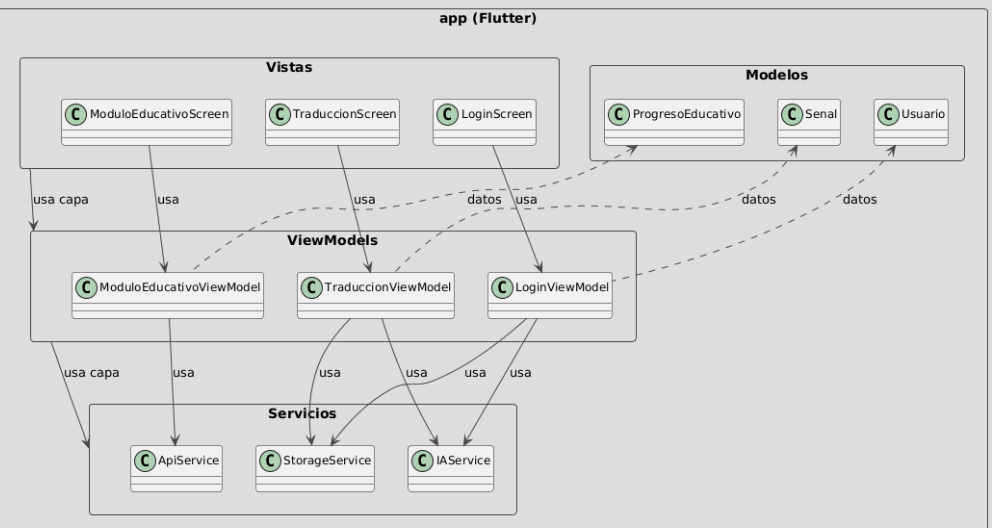 app (Flutter)
Vistas
Modelos
C ModuloEducativoScreen
C TraduccionScreen
C LoginScreen
C ProgresoEducativo
C Senal
C Usuario
usa capa
usa
usa
datos
usa
datos
datos
ViewModels
C ModuloEducativoViewModel
C TraduccionViewModel
C LoginViewModel
usa capa
usa
usa
usa
usa
usa
Servicios
C ApiService
C StorageService
C IAService